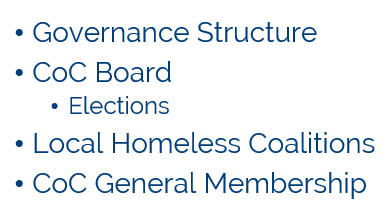 • Governance Structure
• CoC Board
• Elections
• Local Homeless Coalitions
• CoC General Membership